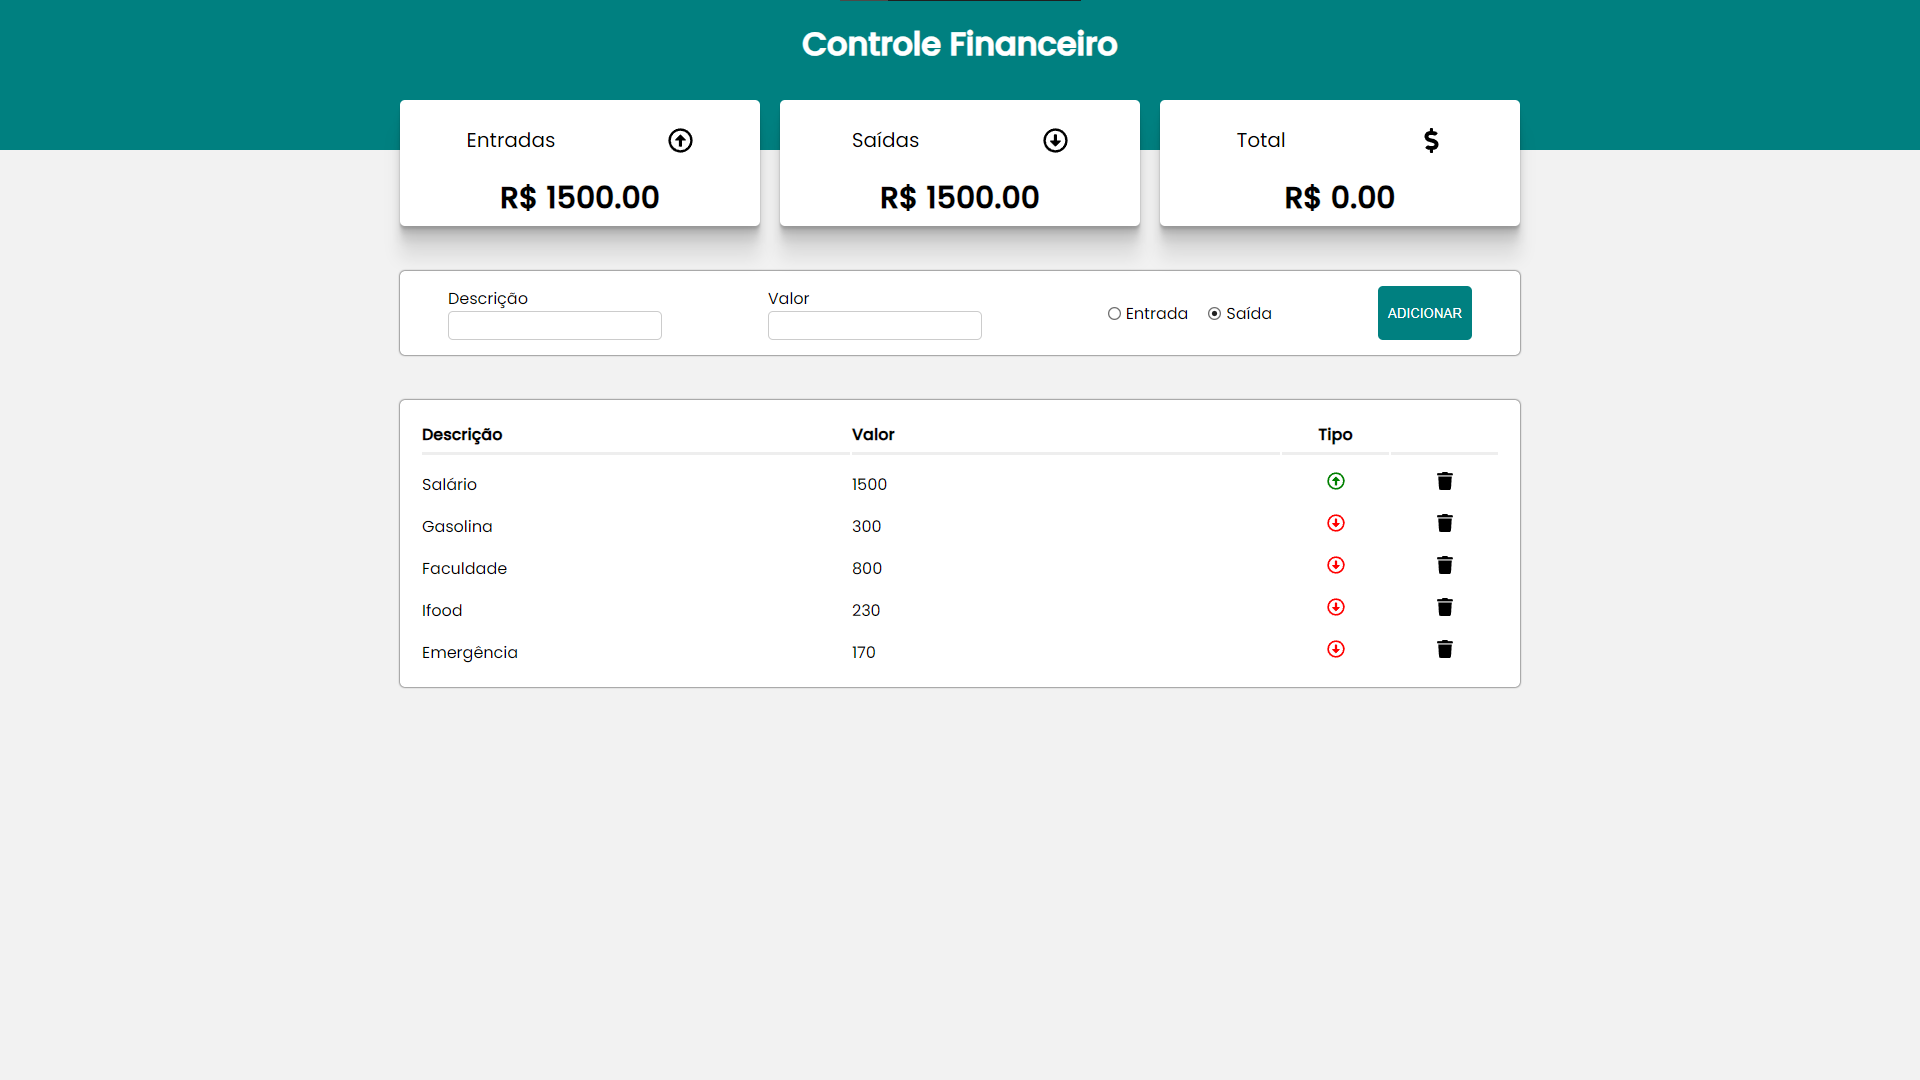 Controle Financeiro
Entradas
R$ 1500.00
Saídas
R$ 1500.00
Total
R$ 0.00
Descrição
Valor
Entrada Saída
ADICIONAR
Descrição Valor Tipo
Salário 1500
Gasolina 300
Faculdade 800
Ifood 230
Emergência 170